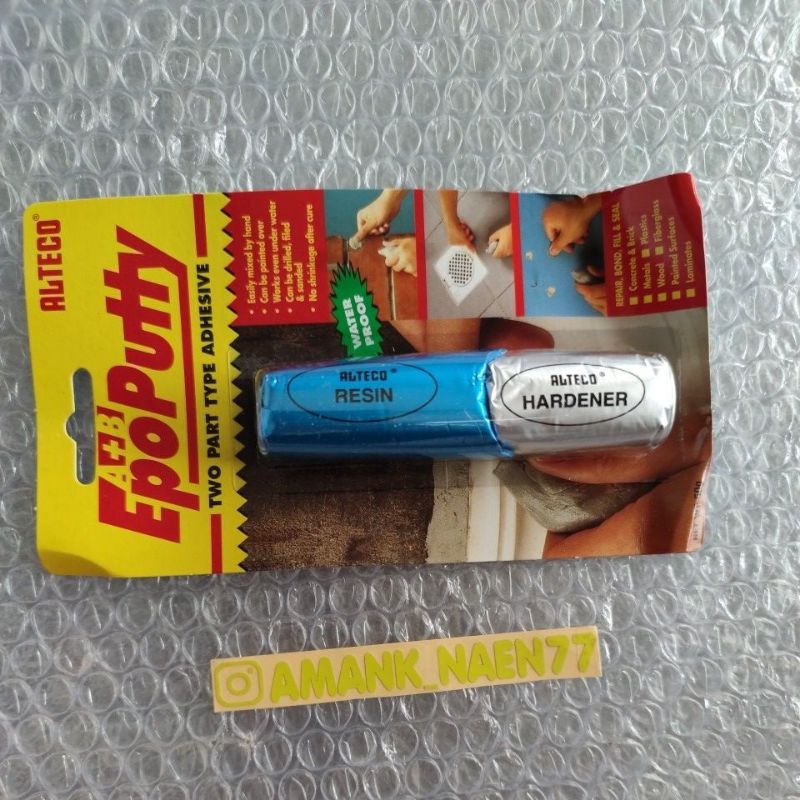 ALTECO®
A+B
EpoPutty
TWO PART TYPE ADHESIVE
• Easily mixed by hand
• Can be painted over
• Works even under water
• Can be drilled, filed
& sanded
• No shrinkage after cure
WATER
PROOF
REPAIR, BOND, FILL & SEAL
■ Concrete & Brick
■ Metals ■ Plastics
■ Wood ■ Fiberglass
■ Painted Surfaces
■ Laminates
ALTECO®
RESIN
ALTECO®
HARDENER
AMANK_NAEN77